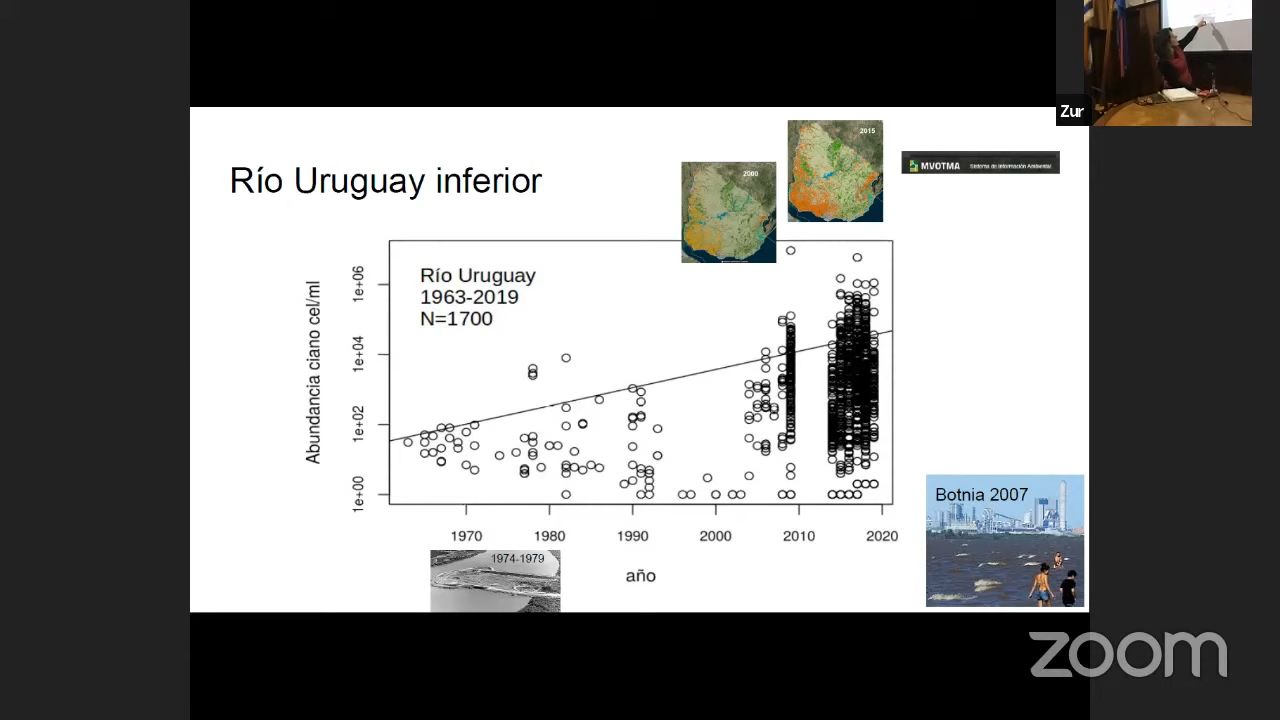 Zur
2015
MVOTMA Sistema de Información Ambiental
Río Uruguay inferior
2000
Río Uruguay
1963-2019
N=1700
Abundancia ciano cel/ml
1e+06
1e+04
1e+02
1e+00
1970 1980 1990 2000 2010 2020
año
1974-1979
Botnia 2007
zoom